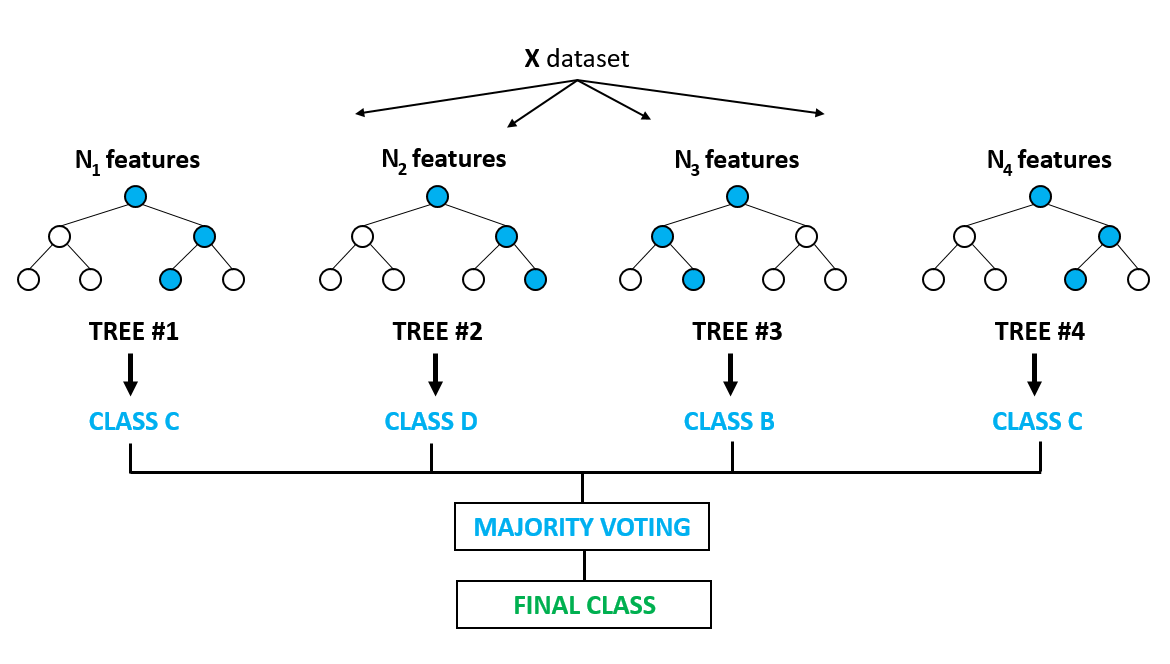 X dataset
N1 features
N2 features
N3 features
N4 features
TREE #1
TREE #2
TREE #3
TREE #4
CLASS C
CLASS D
CLASS B
CLASS C
MAJORITY VOTING
FINAL CLASS